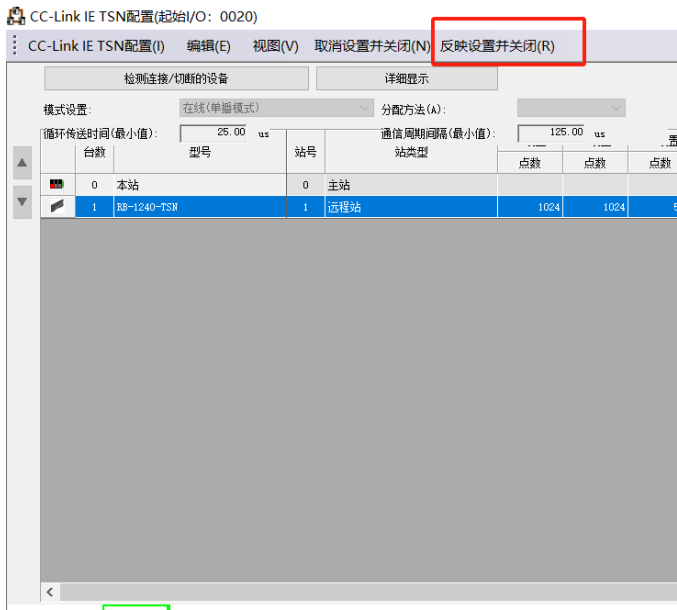 CC-Link IE TSN配置(起始I/O: 0020)
CC-Link IE TSN配置(I) 编辑(E) 视图(V) 取消设置并关闭(N) 反映设置并关闭(R)
检测连接/切断的设备 详细显示
模式设置: 在线(单播模式) 分配方法(A):
循环传送时间(最小值): 25.00 us 通信周期间隔(最小值): 125.00 us
台数 型号 站号 站类型 点数 点数 点数
0 本站 0 主站
1 RB-1240-TSN 1 远程站 1024 1024